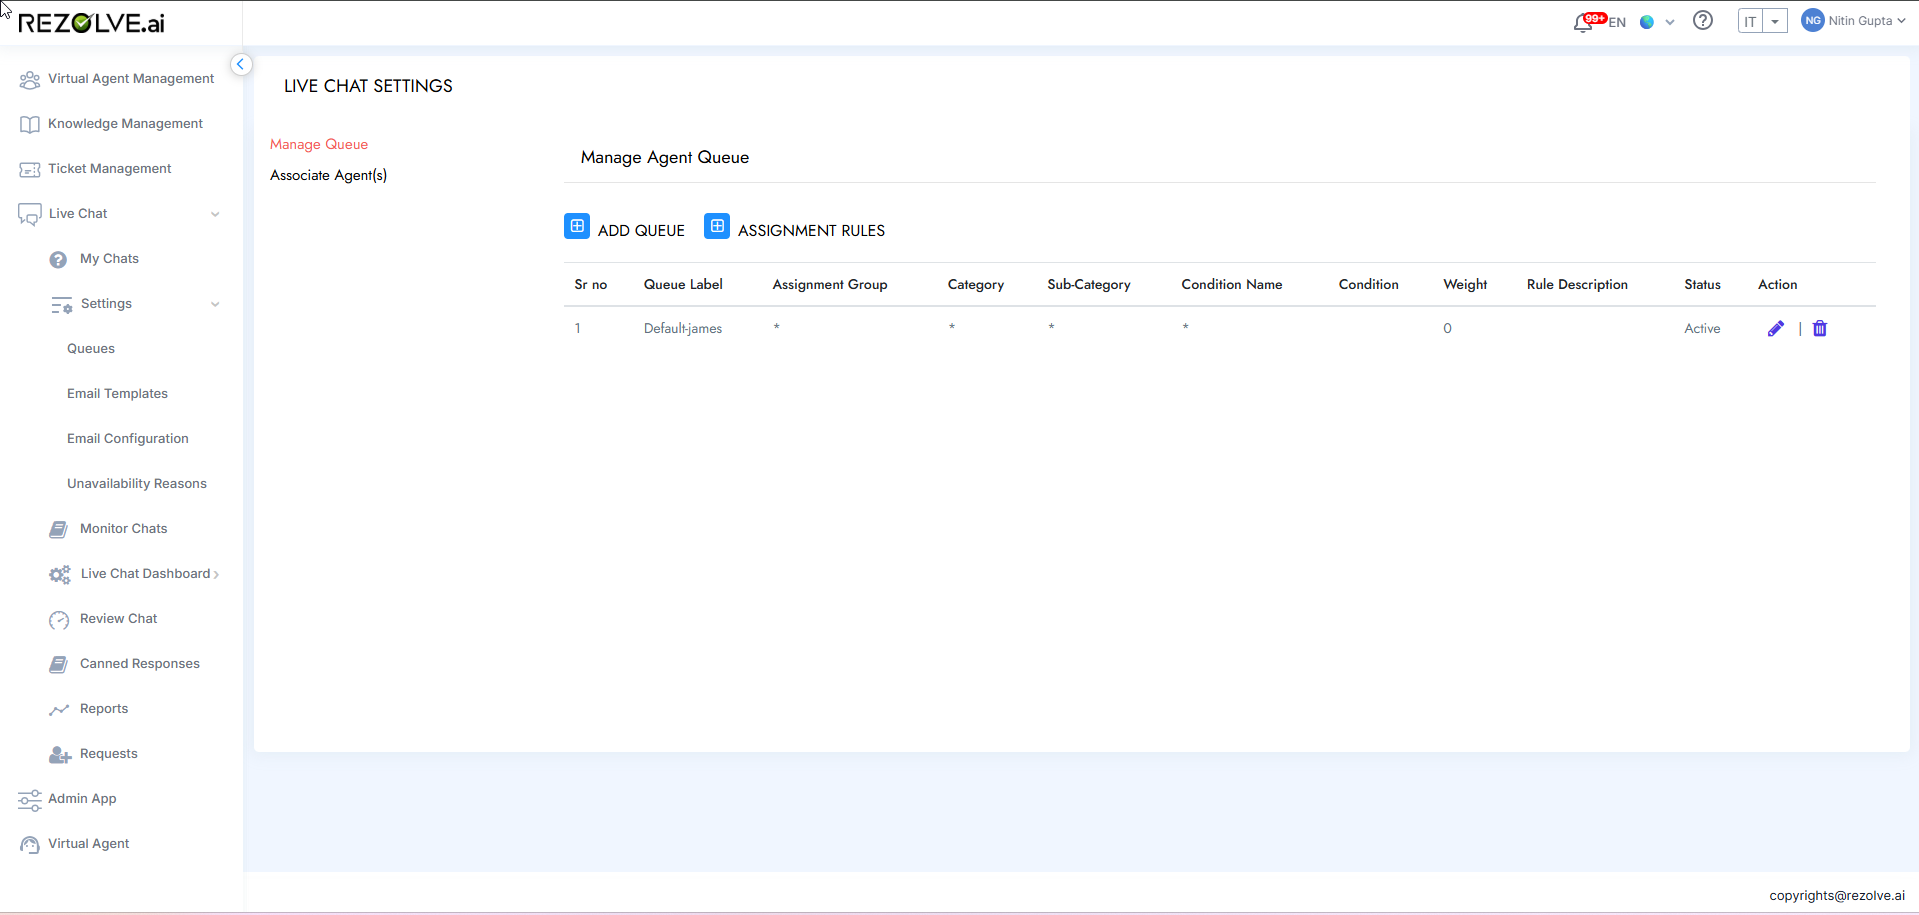 REZOLVE.ai
99+
EN
IT
NG
Nitin Gupta
Virtual Agent Management
Knowledge Management
Ticket Management
Live Chat
My Chats
Settings
Queues
Email Templates
Email Configuration
Unavailability Reasons
Monitor Chats
Live Chat Dashboard
Review Chat
Canned Responses
Reports
Requests
Admin App
Virtual Agent
LIVE CHAT SETTINGS
Manage Queue
Associate Agent(s)
Manage Agent Queue
ADD QUEUE ASSIGNMENT RULES
Sr no Queue Label Assignment Group Category Sub-Category Condition Name Condition Weight Rule Description Status Action
1 Default-james * * * * 0 Active |
copyrights@rezolve.ai